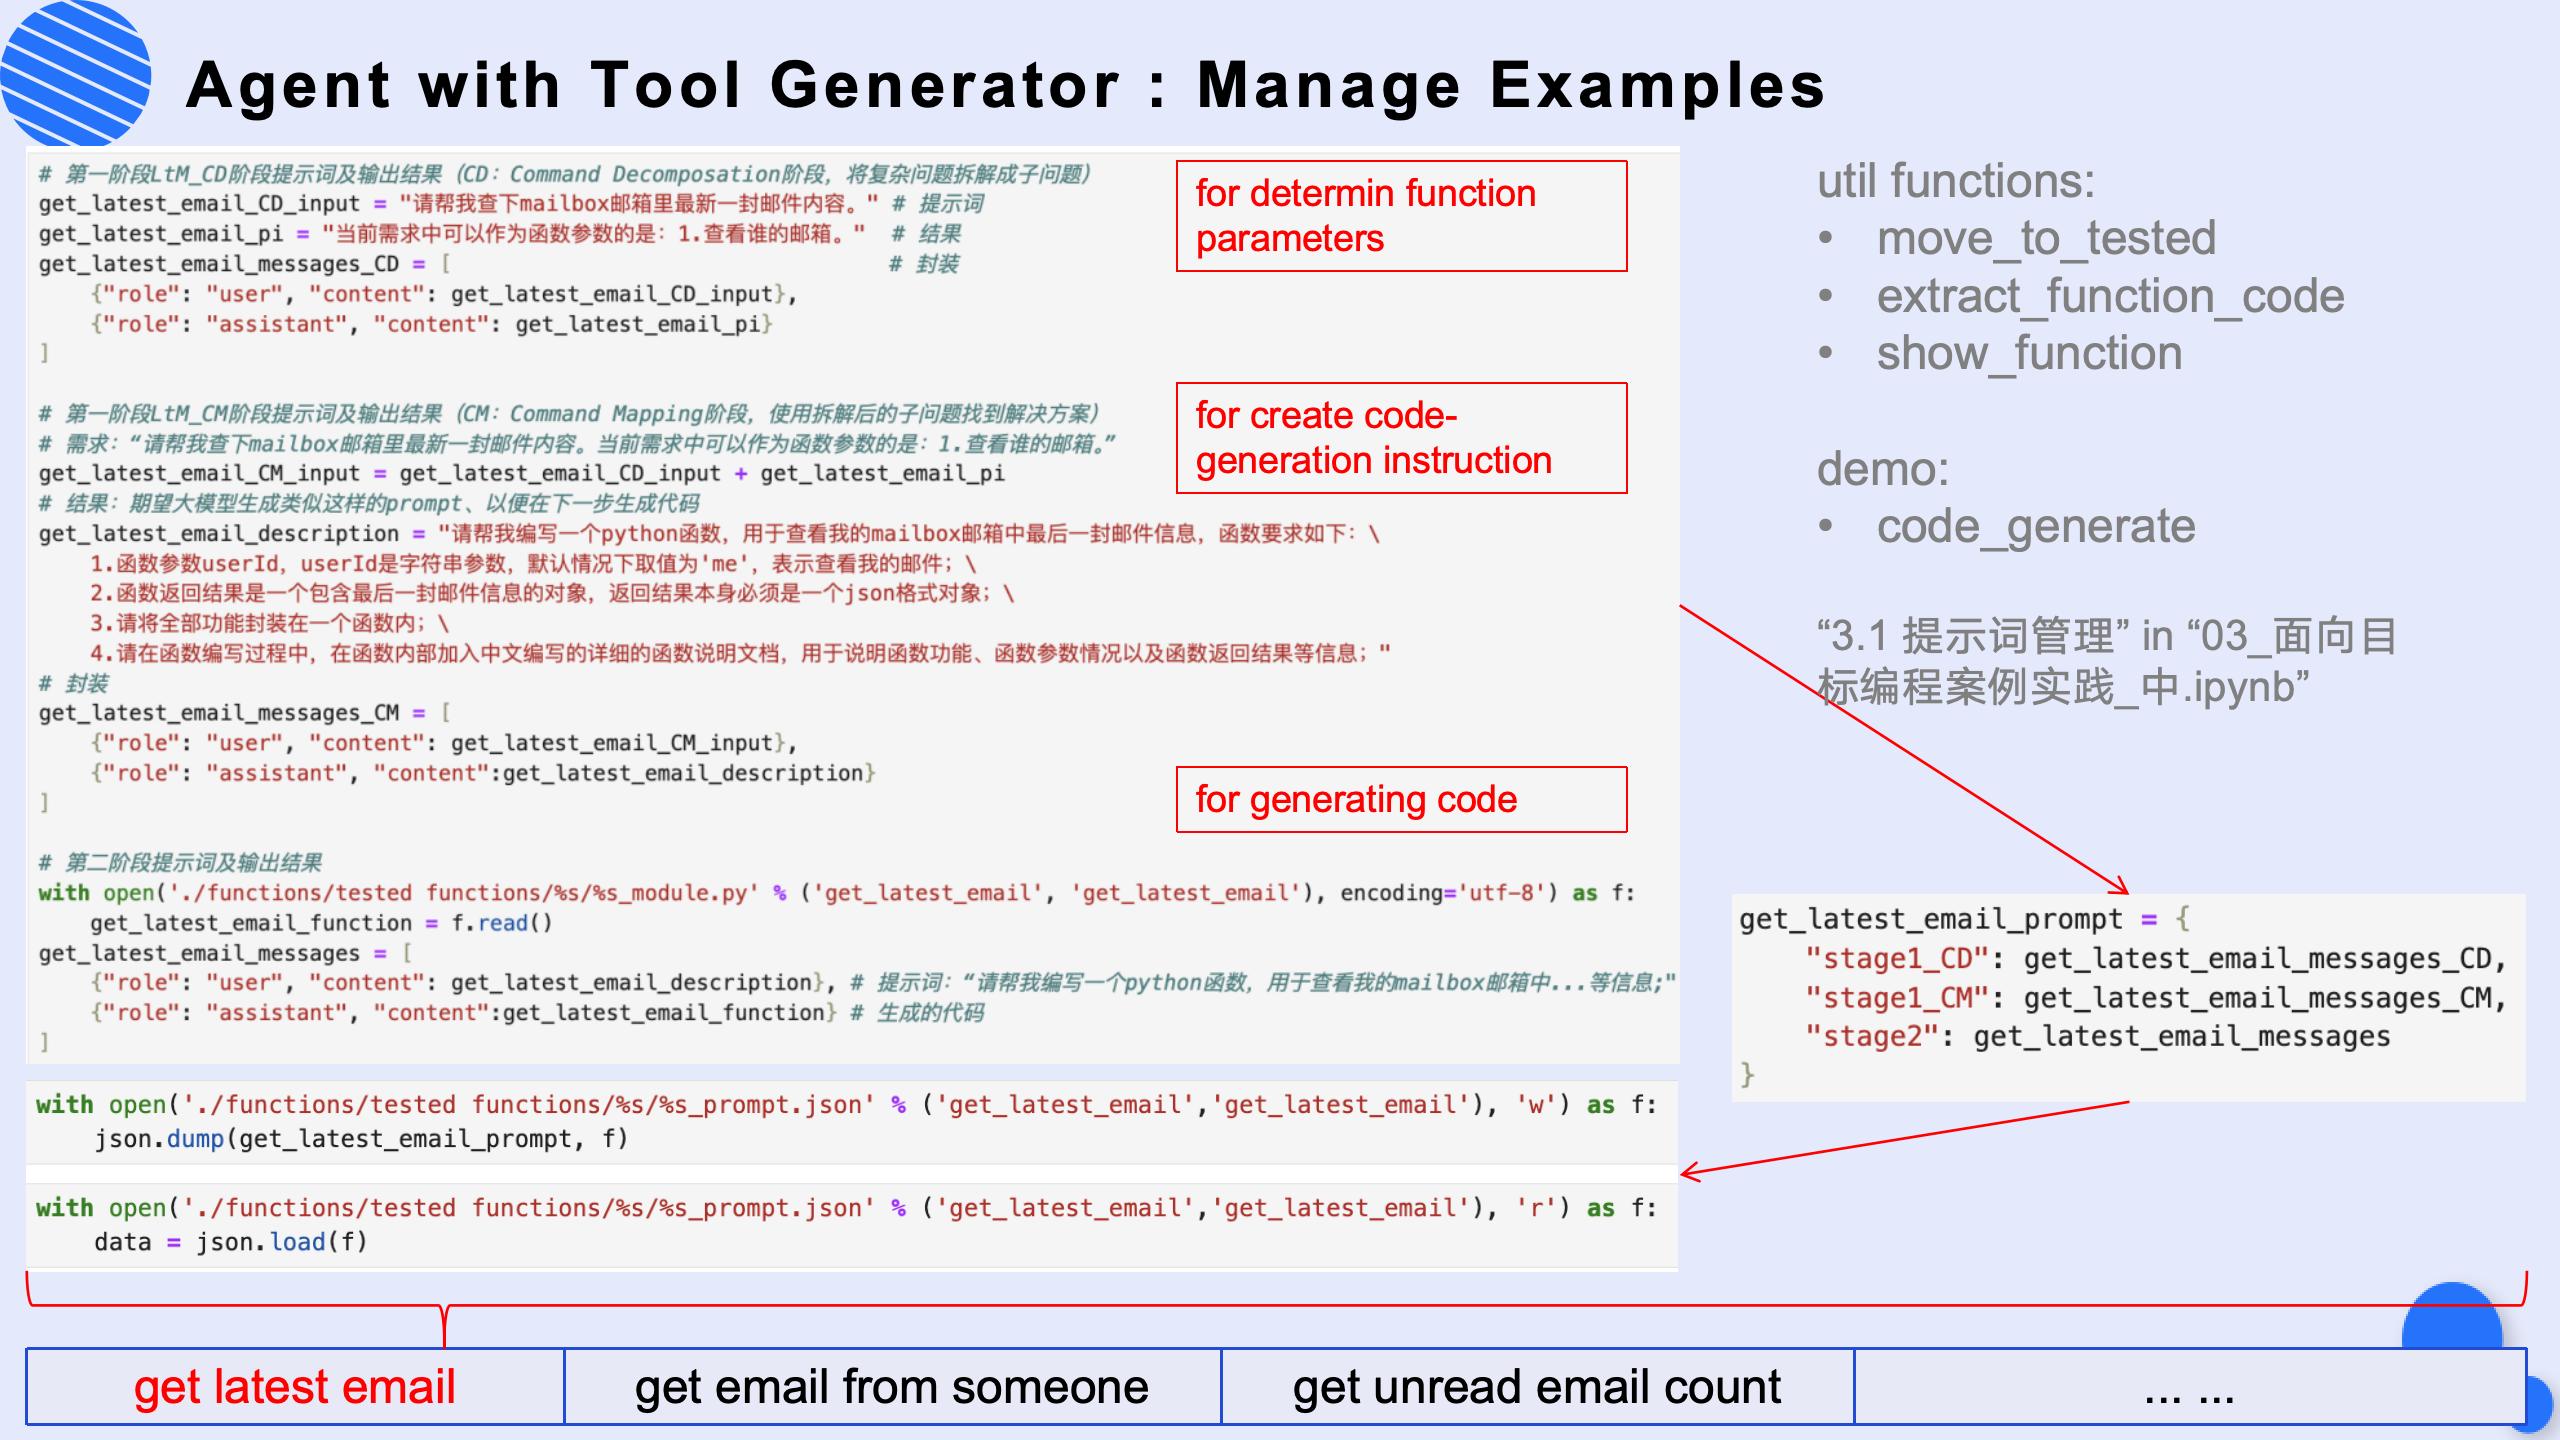 Agent with Tool Generator : Manage Examples
# 第一阶段LtM_CD阶段提示词及输出结果（CD：Command Decomposation阶段，将复杂问题拆解成子问题）
get_latest_email_CD_input = "请帮我查下mailbox邮箱里最新一封邮件内容。" # 提示词
get_latest_email_pi = "当前需求中可以作为函数参数的是：1.查看谁的邮箱。" # 结果
get_latest_email_messages_CD = [ # 封装
{"role": "user", "content": get_latest_email_CD_input},
{"role": "assistant", "content": get_latest_email_pi}
]
for determin function
parameters
# 第一阶段LtM_CM阶段提示词及输出结果（CM：Command Mapping阶段，使用拆解后的子问题找到解决方案）
# 需求：“请帮我查下mailbox邮箱里最新一封邮件内容。当前需求中可以作为函数参数的是：1.查看谁的邮箱。”
get_latest_email_CM_input = get_latest_email_CD_input + get_latest_email_pi
# 结果：期望大模型生成类似这样的prompt、以便在下一步生成代码
get_latest_email_description = "请帮我编写一个python函数，用于查看我的mailbox邮箱中最后一封邮件信息，函数要求如下：\
1.函数参数userId，userId是字符串参数，默认情况下取值为'me'，表示查看我的邮件；\
2.函数返回结果是一个包含最后一封邮件信息的对象，返回结果本身必须是一个json格式对象；\
3.请将全部功能封装在一个函数内；\
4.请在函数编写过程中，在函数内部加入中文编写的详细的函数说明文档，用于说明函数功能、函数参数情况以及函数返回结果等信息；"
# 封装
get_latest_email_messages_CM = [
{"role": "user", "content": get_latest_email_CM_input},
{"role": "assistant", "content":get_latest_email_description}
]
for create code-
generation instruction
# 第二阶段提示词及输出结果
with open('./functions/tested functions/%s/%s_module.py' % ('get_latest_email', 'get_latest_email'), encoding='utf-8') as f:
get_latest_email_function = f.read()
get_latest_email_messages = [
{"role": "user", "content": get_latest_email_description}, # 提示词：“请帮我编写一个python函数，用于查看我的mailbox邮箱中...等信息;"
{"role": "assistant", "content":get_latest_email_function} # 生成的代码
]
for generating code
with open('./functions/tested functions/%s/%s_prompt.json' % ('get_latest_email','get_latest_email'), 'w') as f:
json.dump(get_latest_email_prompt, f)
with open('./functions/tested functions/%s/%s_prompt.json' % ('get_latest_email','get_latest_email'), 'r') as f:
data = json.load(f)
util functions:
• move_to_tested
• extract_function_code
• show_function
demo:
• code_generate
“3.1 提示词管理” in “03_面向目
标编程案例实践_中.ipynb”
get_latest_email_prompt = {
"stage1_CD": get_latest_email_messages_CD,
"stage1_CM": get_latest_email_messages_CM,
"stage2": get_latest_email_messages
}
get latest email
get email from someone
get unread email count
... ...